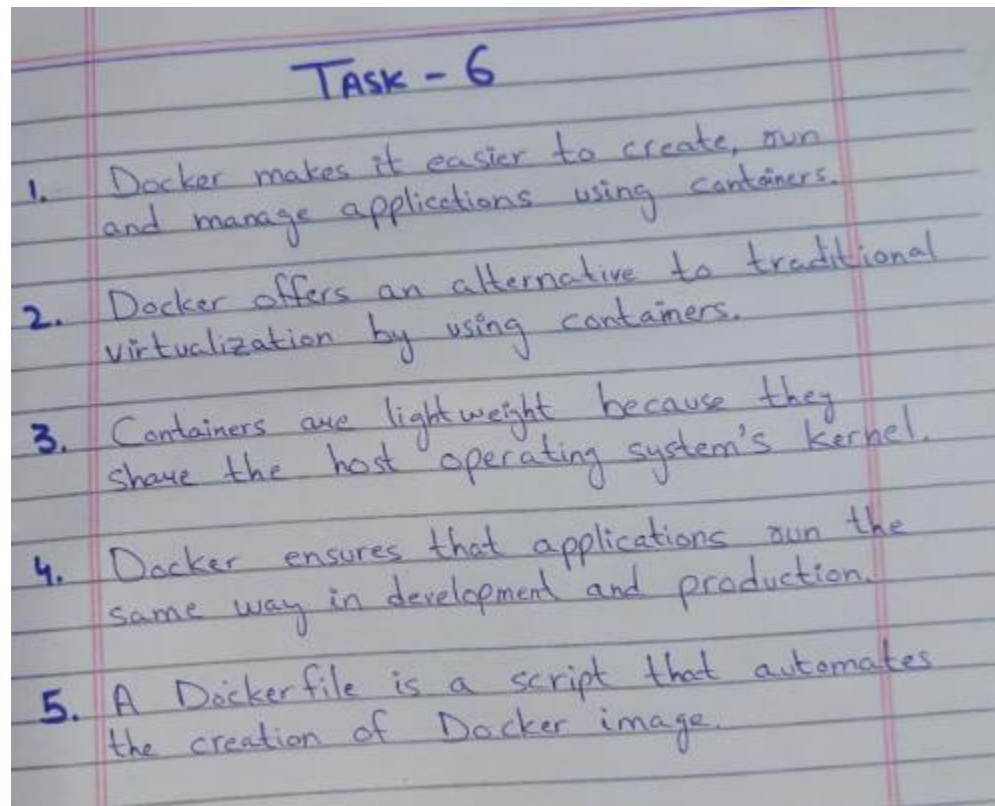 TASK - 6
1. Docker makes it easier to create, run
and manage applications using containers.
2. Docker offers an alternative to traditional
virtualization by using containers.
3. Containers are lightweight because they
share the host operating system's kernel.
4. Docker ensures that applications run the
same way in development and production.
5. A Dockerfile is a script that automates
the creation of Docker image.